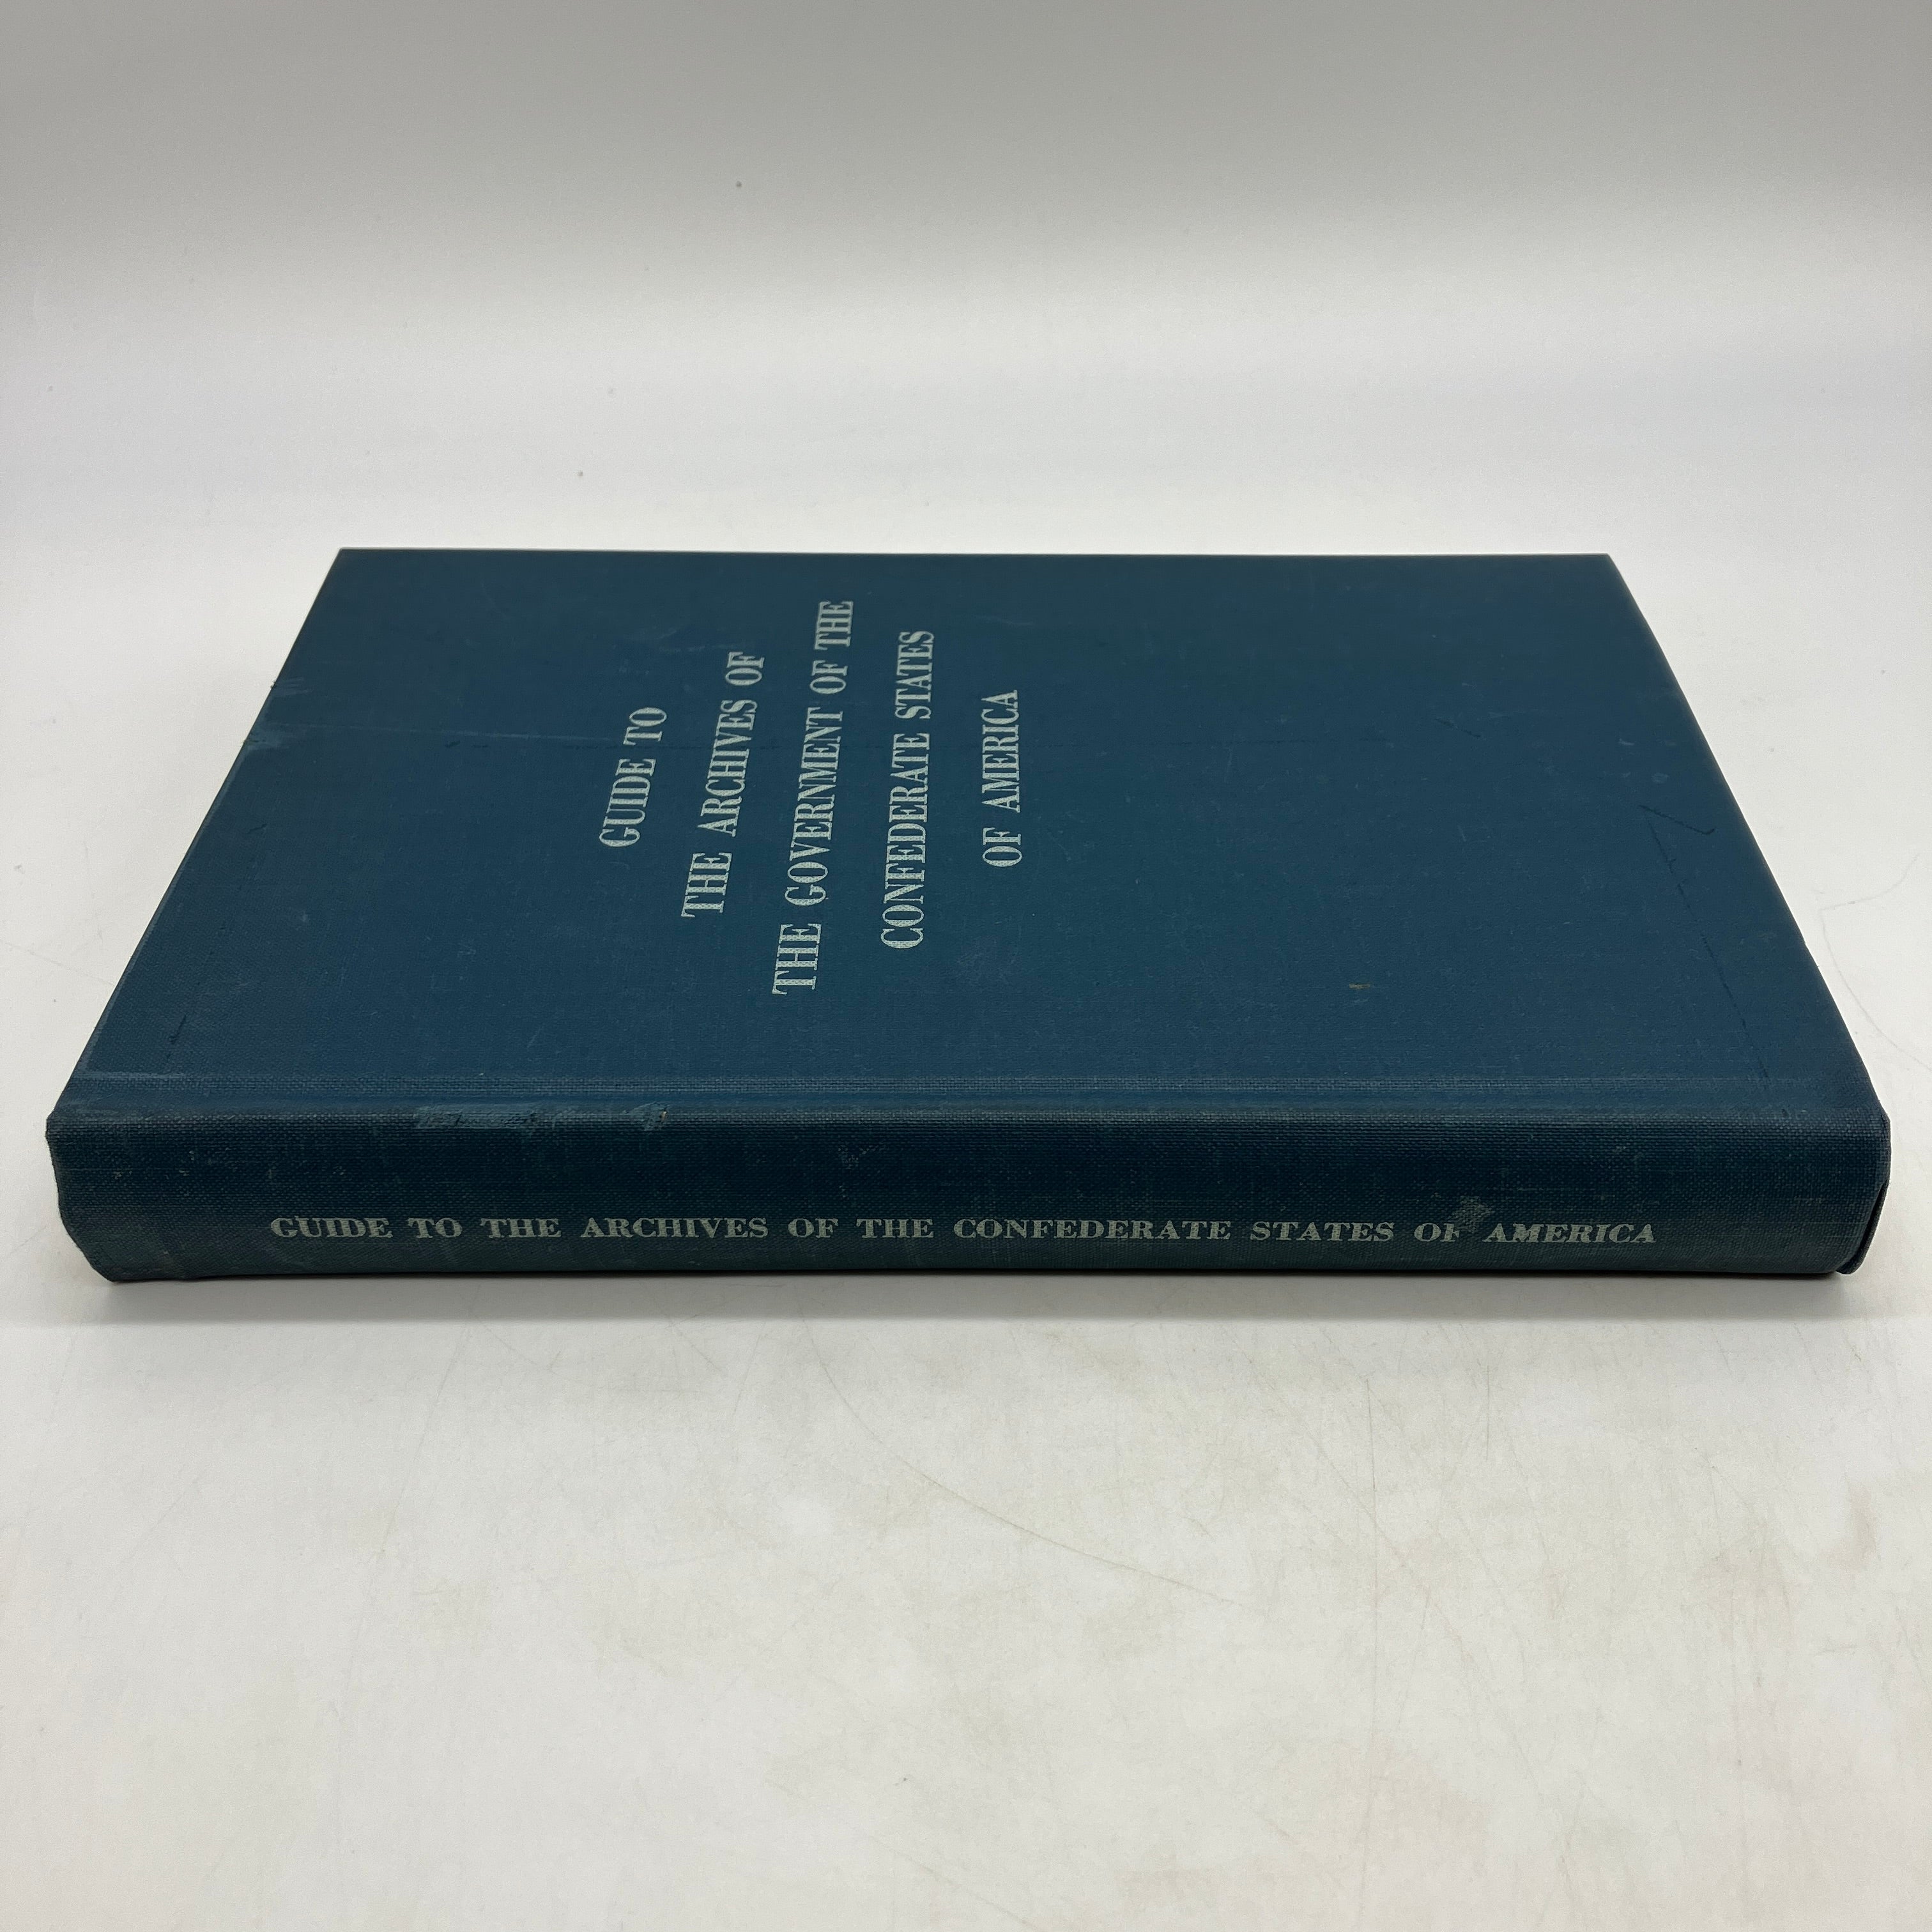 GUIDE TO
THE ARCHIVES OF
THE GOVERNMENT OF THE
CONFEDERATE STATES
OF AMERICA
GUIDE TO THE ARCHIVES OF THE CONFEDERATE STATES OF AMERICA